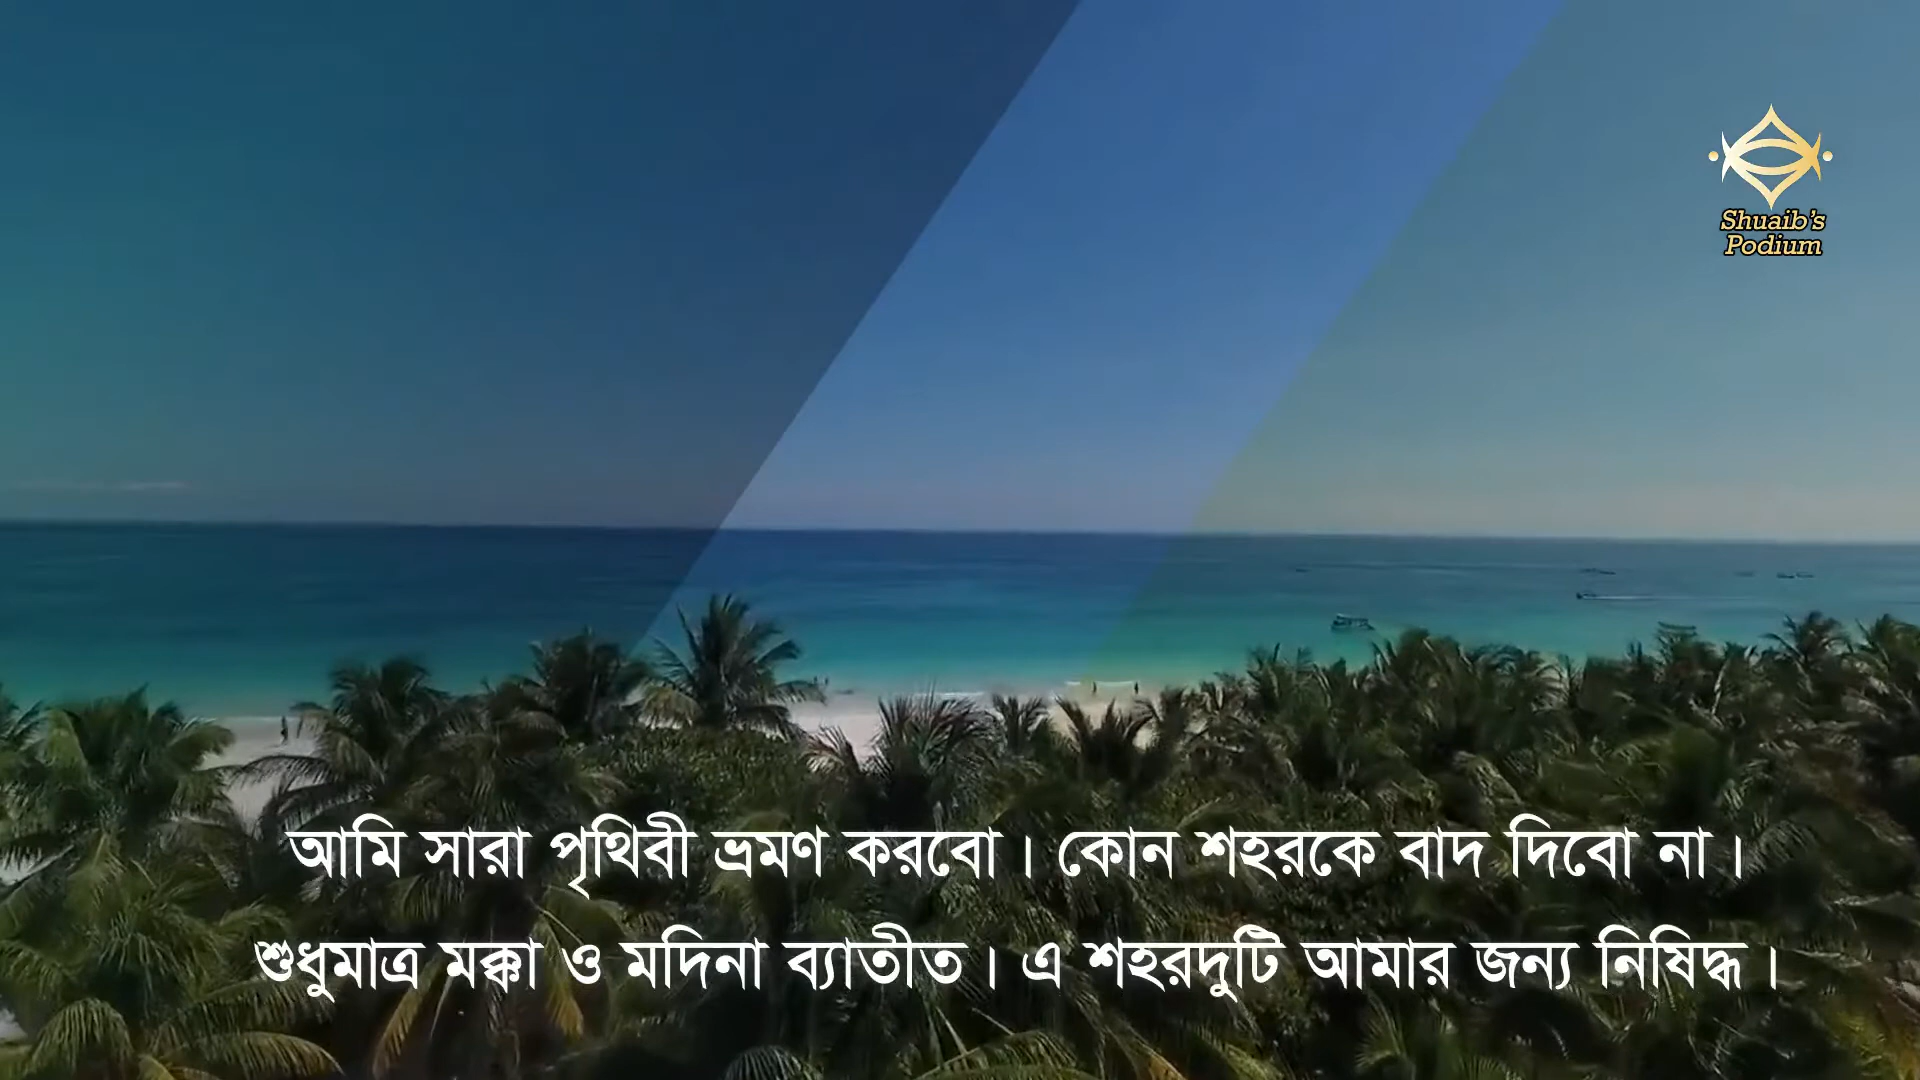 Shuaib's
Podium
আমি সারা পৃথিবী ভ্রমণ করবো। কোন শহরকে বাদ দিবো না।
শুধুমাত্র মক্কা ও মদিনা ব্যাতীত। এ শহরদুটি আমার জন্য নিষিদ্ধ।